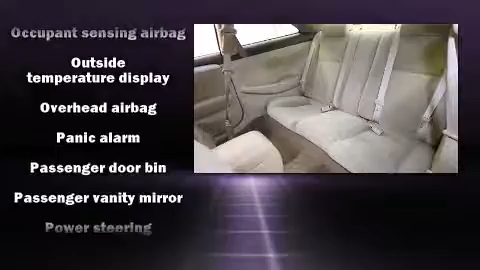 Occupant sensing airbag
Outside
temperature display
Overhead airbag
Panic alarm
Passenger door bin
Passenger vanity mirror
Power steering